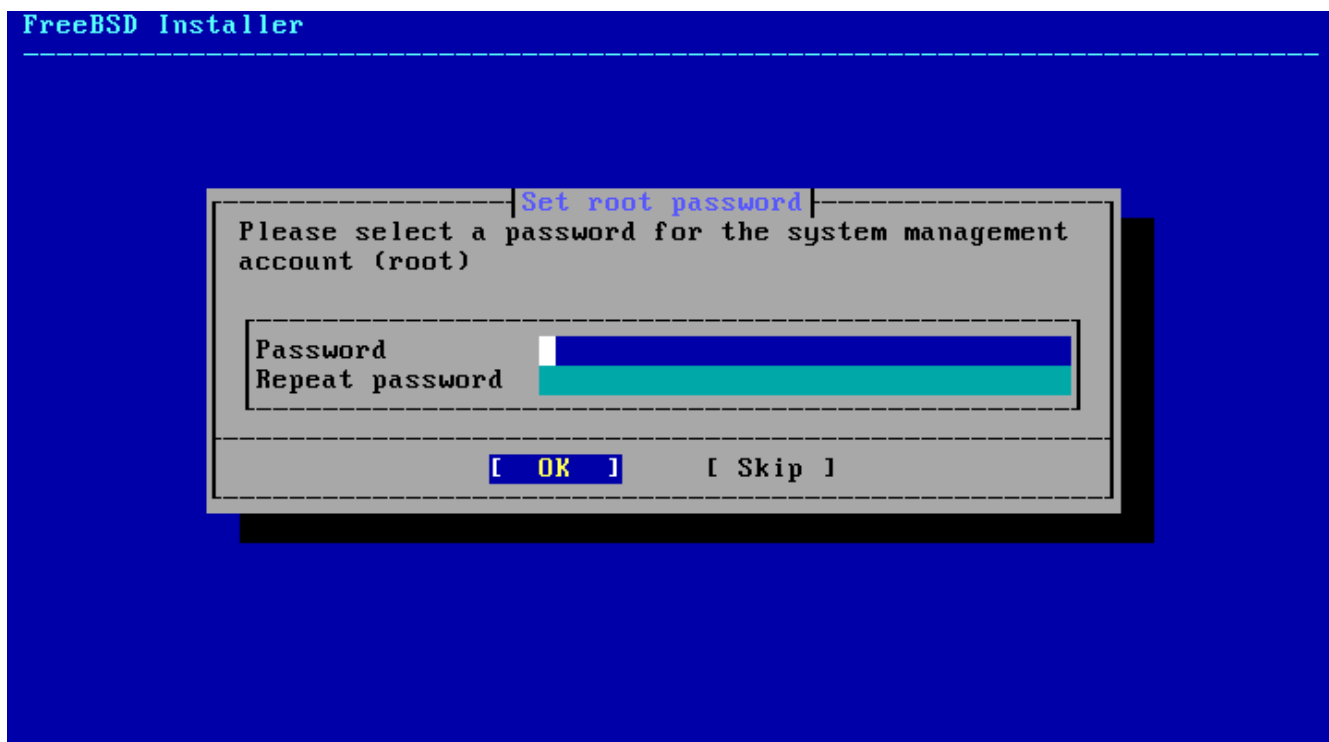 FreeBSD Installer
Set root password
Please select a password for the system management
account (root)
Password
Repeat password
[ OK ] [ Skip ]